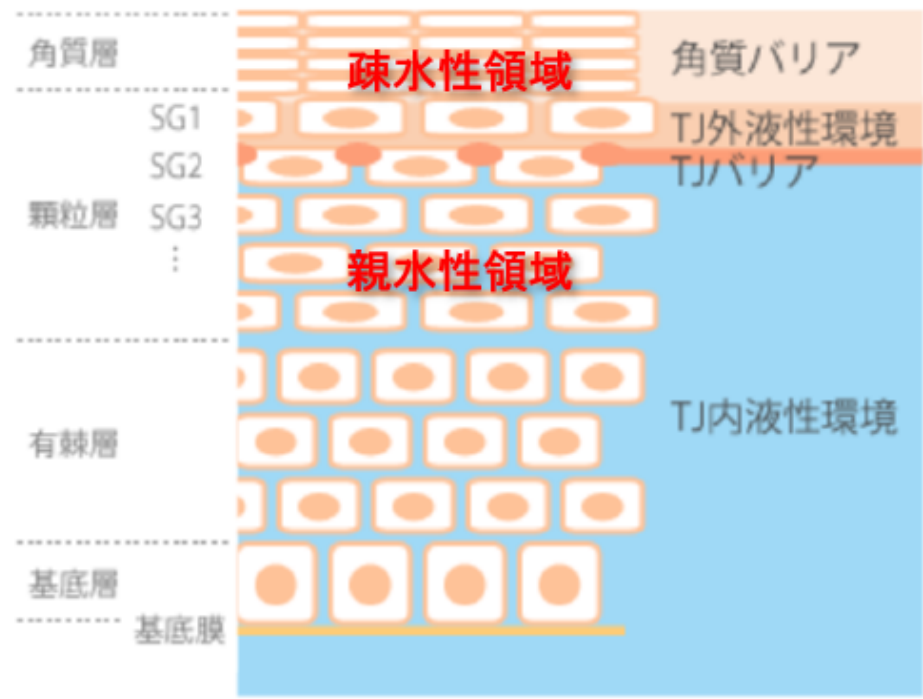 角質層
疎水性領域
角質バリア
SG1
TJ外液性環境
SG2
TJバリア
顆粒層
SG3
⋮
親水性領域
有棘層
TJ内液性環境
基底層
基底膜